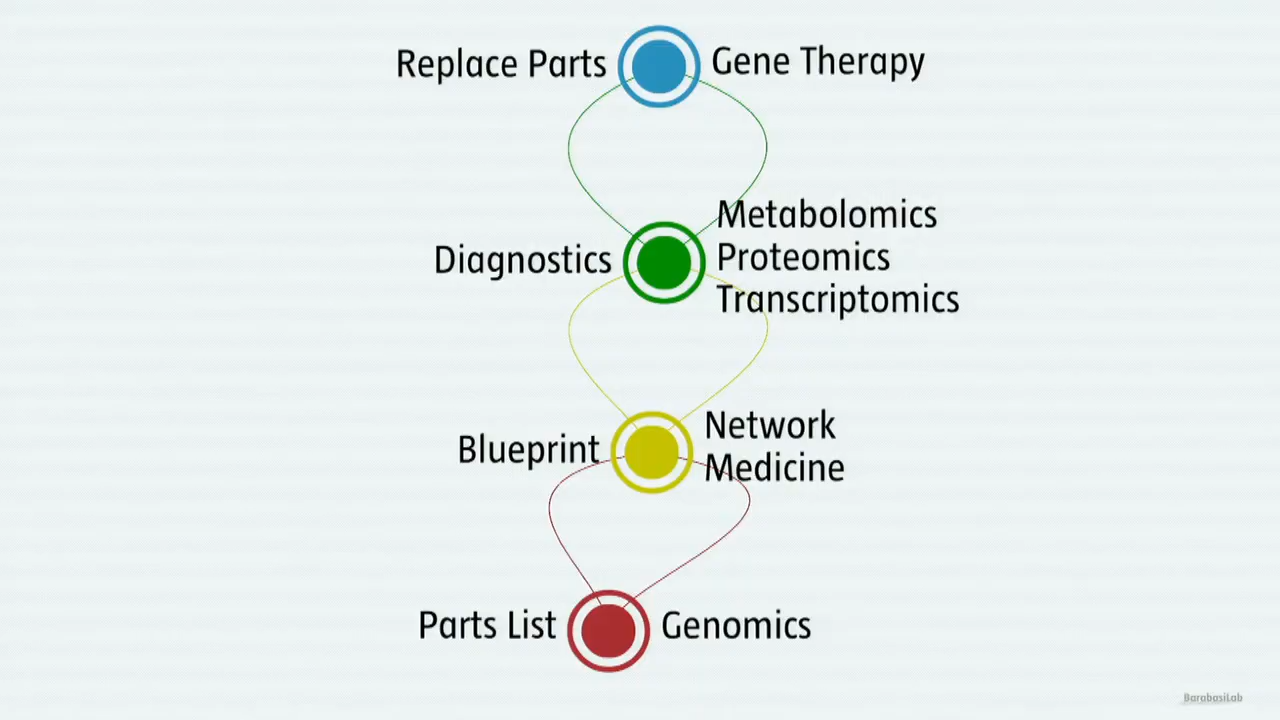 Replace Parts
Gene Therapy
Diagnostics
Metabolomics
Proteomics
Transcriptomics
Blueprint
Network
Medicine
Parts List
Genomics
BarabasiLab